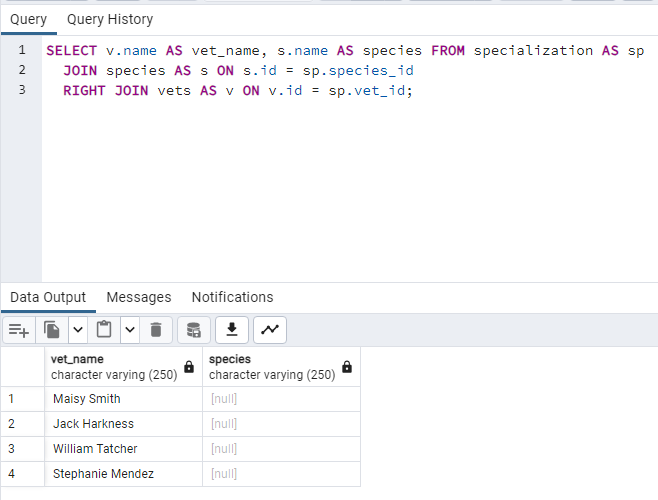 Query Query History
1 SELECT v.name AS vet_name, s.name AS species FROM specialization AS sp
2 JOIN species AS s ON s.id = sp.species_id
3 RIGHT JOIN vets AS v ON v.id = sp.vet_id;
Data Output Messages Notifications
vet_name species
character varying (250) character varying (250)
1 Maisy Smith [null]
2 Jack Harkness [null]
3 William Tatcher [null]
4 Stephanie Mendez [null]